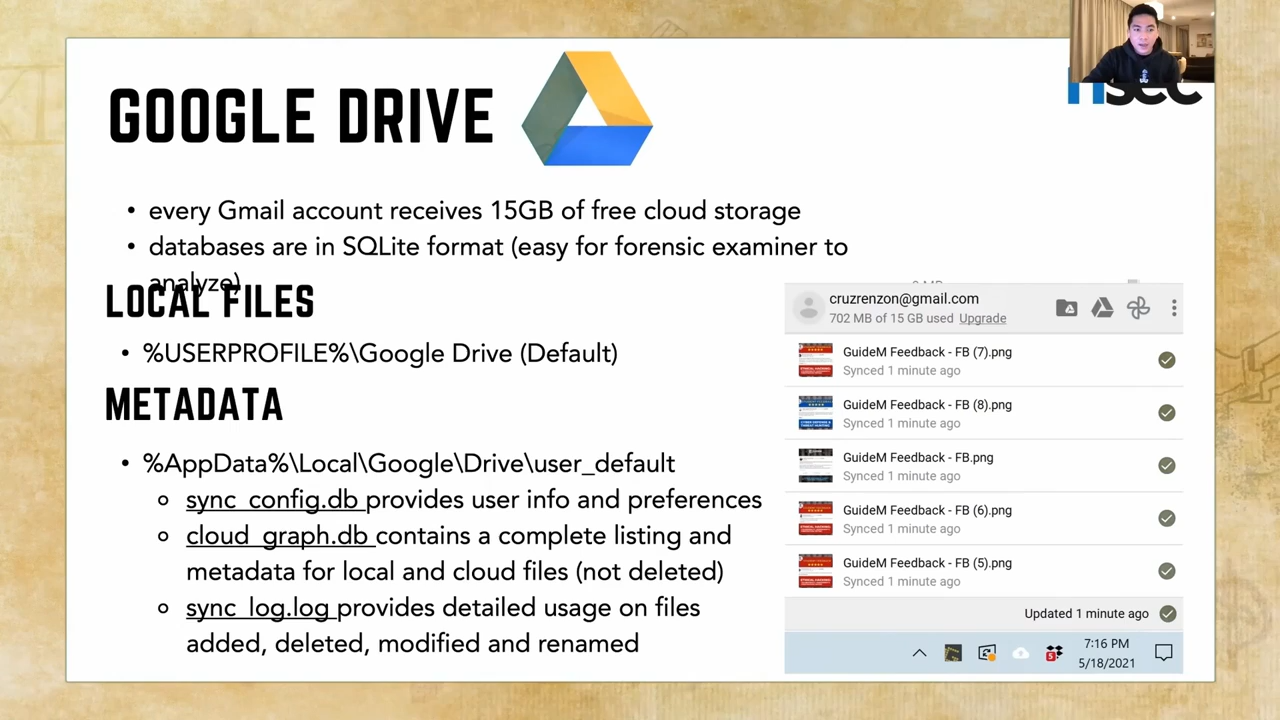 GOOGLE DRIVE
nsec
• every Gmail account receives 15GB of free cloud storage
• databases are in SQLite format (easy for forensic examiner to
analyze)
LOCAL FILES
• %USERPROFILE%\Google Drive (Default)
METADATA
• %AppData%\Local\Google\Drive\user_default
sync_config.db provides user info and preferences
cloud_graph.db contains a complete listing and
metadata for local and cloud files (not deleted)
sync_log.log provides detailed usage on files
added, deleted, modified and renamed
cruzrenzon@gmail.com
702 MB of 15 GB used Upgrade
GuideM Feedback - FB (7).png
Synced 1 minute ago
GuideM Feedback - FB (8).png
Synced 1 minute ago
GuideM Feedback - FB.png
Synced 1 minute ago
GuideM Feedback - FB (6).png
Synced 1 minute ago
GuideM Feedback - FB (5).png
Synced 1 minute ago
Updated 1 minute ago
7:16 PM
5/18/2021